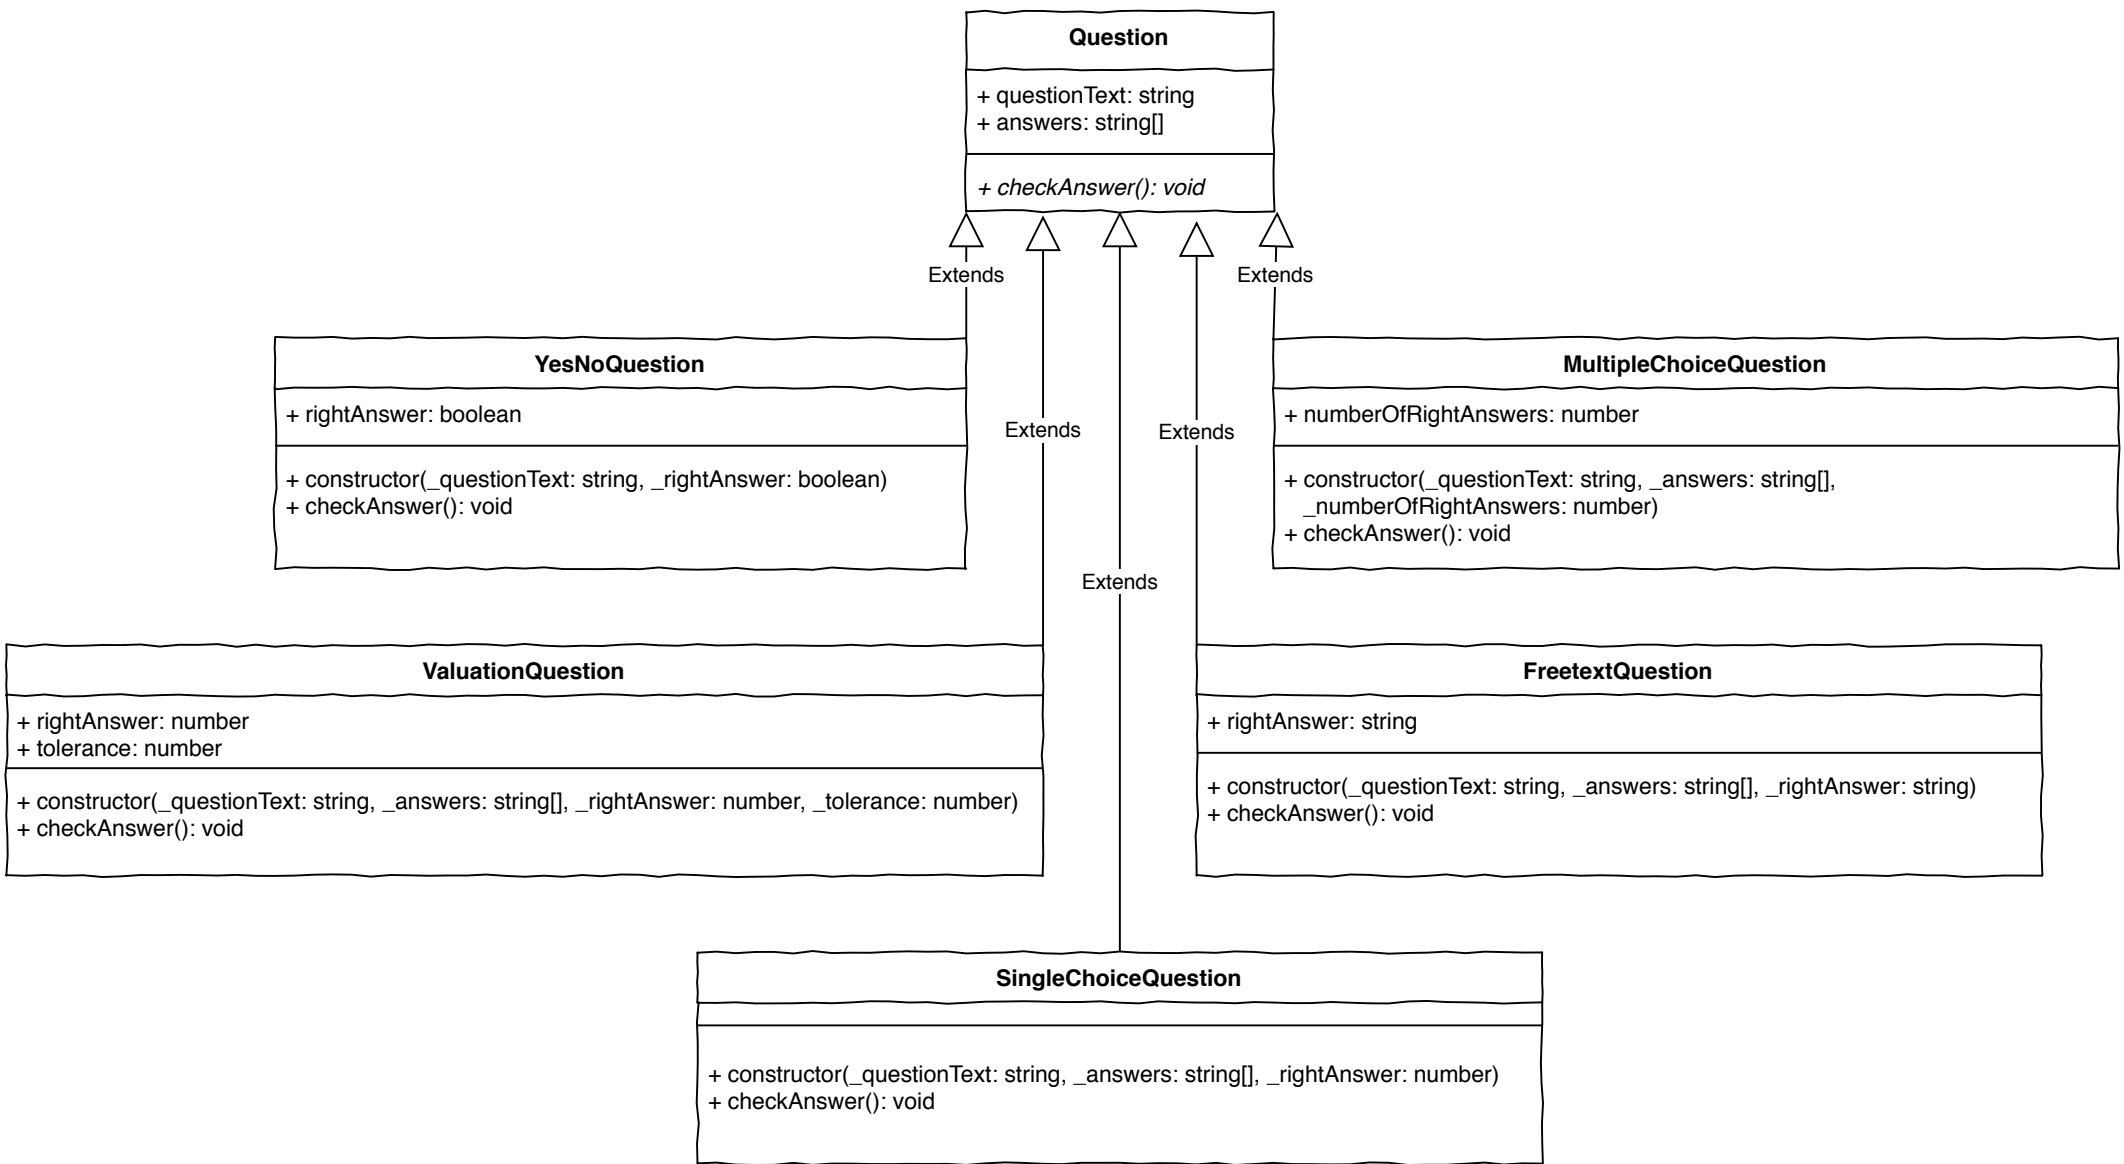 Question
+ questionText: string
+ answers: string[]
+ checkAnswer(): void
Extends
Extends
YesNoQuestion
+ rightAnswer: boolean
+ constructor(_questionText: string, _rightAnswer: boolean)
+ checkAnswer(): void
MultipleChoiceQuestion
+ numberOfRightAnswers: number
+ constructor(_questionText: string, _answers: string[],
_numberOfRightAnswers: number)
+ checkAnswer(): void
Extends
Extends
Extends
ValuationQuestion
+ rightAnswer: number
+ tolerance: number
+ constructor(_questionText: string, _answers: string[], _rightAnswer: number, _tolerance: number)
+ checkAnswer(): void
FreetextQuestion
+ rightAnswer: string
+ constructor(_questionText: string, _answers: string[], _rightAnswer: string)
+ checkAnswer(): void
SingleChoiceQuestion
+ constructor(_questionText: string, _answers: string[], _rightAnswer: number)
+ checkAnswer(): void